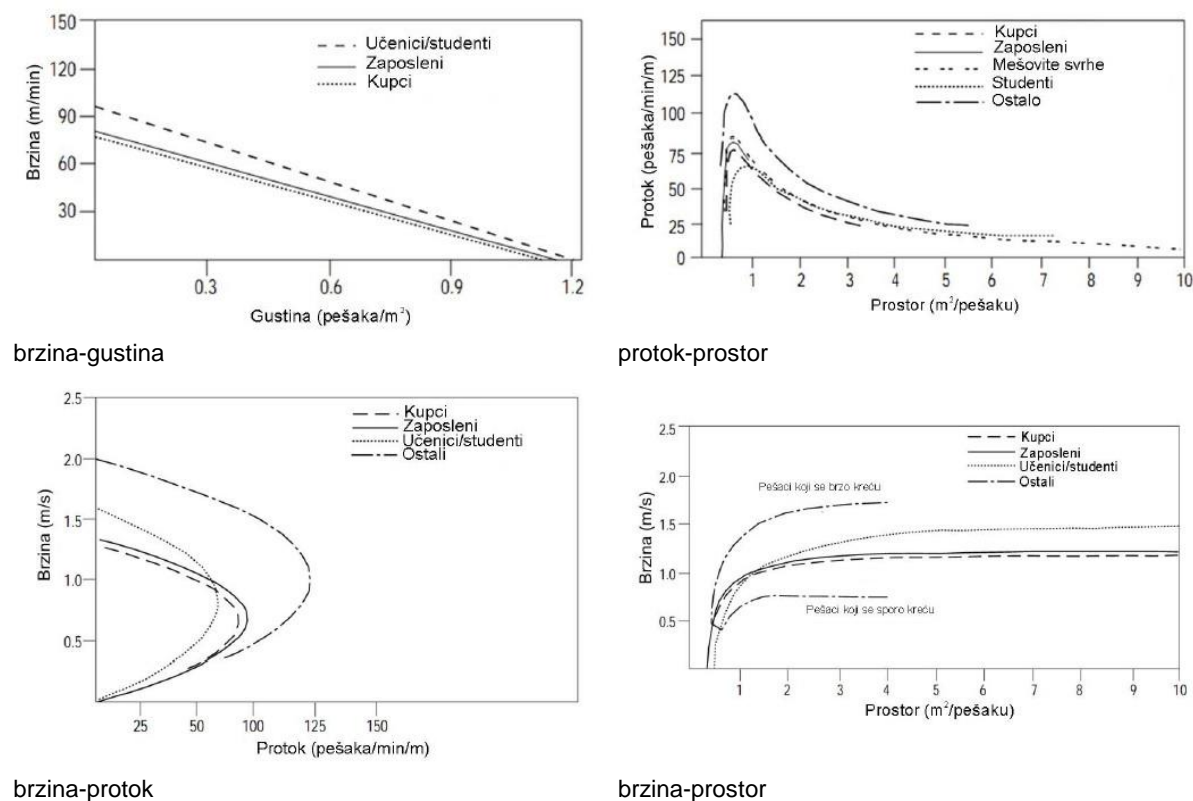 150
120
90
60
30
Brzina (m/min)
Učenici/studenti
Zaposleni
Kupci
0.3
0.6
0.9
1.2
Gustina (pešaka/m²)
brzina-gustina
150
125
100
75
50
25
0
Protok (pešaka/min/m)
Kupci
Zaposleni
Mešovite svrhe
Studenti
Ostalo
1
2
3
4
5
6
7
8
9
10
Prostor (m²/pešaku)
protok-prostor
2.5
2.0
1.5
1.0
0.5
Brzina (m/s)
Kupci
Zaposleni
Učenici/studenti
Ostali
25
50
100
125
150
Protok (pešaka/min/m)
brzina-protok
2.5
2.0
1.5
1.0
0.5
Brzina (m/s)
Kupci
Zaposleni
Učenici/studenti
Ostali
Pešaci koji se brzo kreću
Pešaci koji se sporo kreću
1
2
3
4
5
6
7
8
9
10
Prostor (m²/pešaku)
brzina-prostor